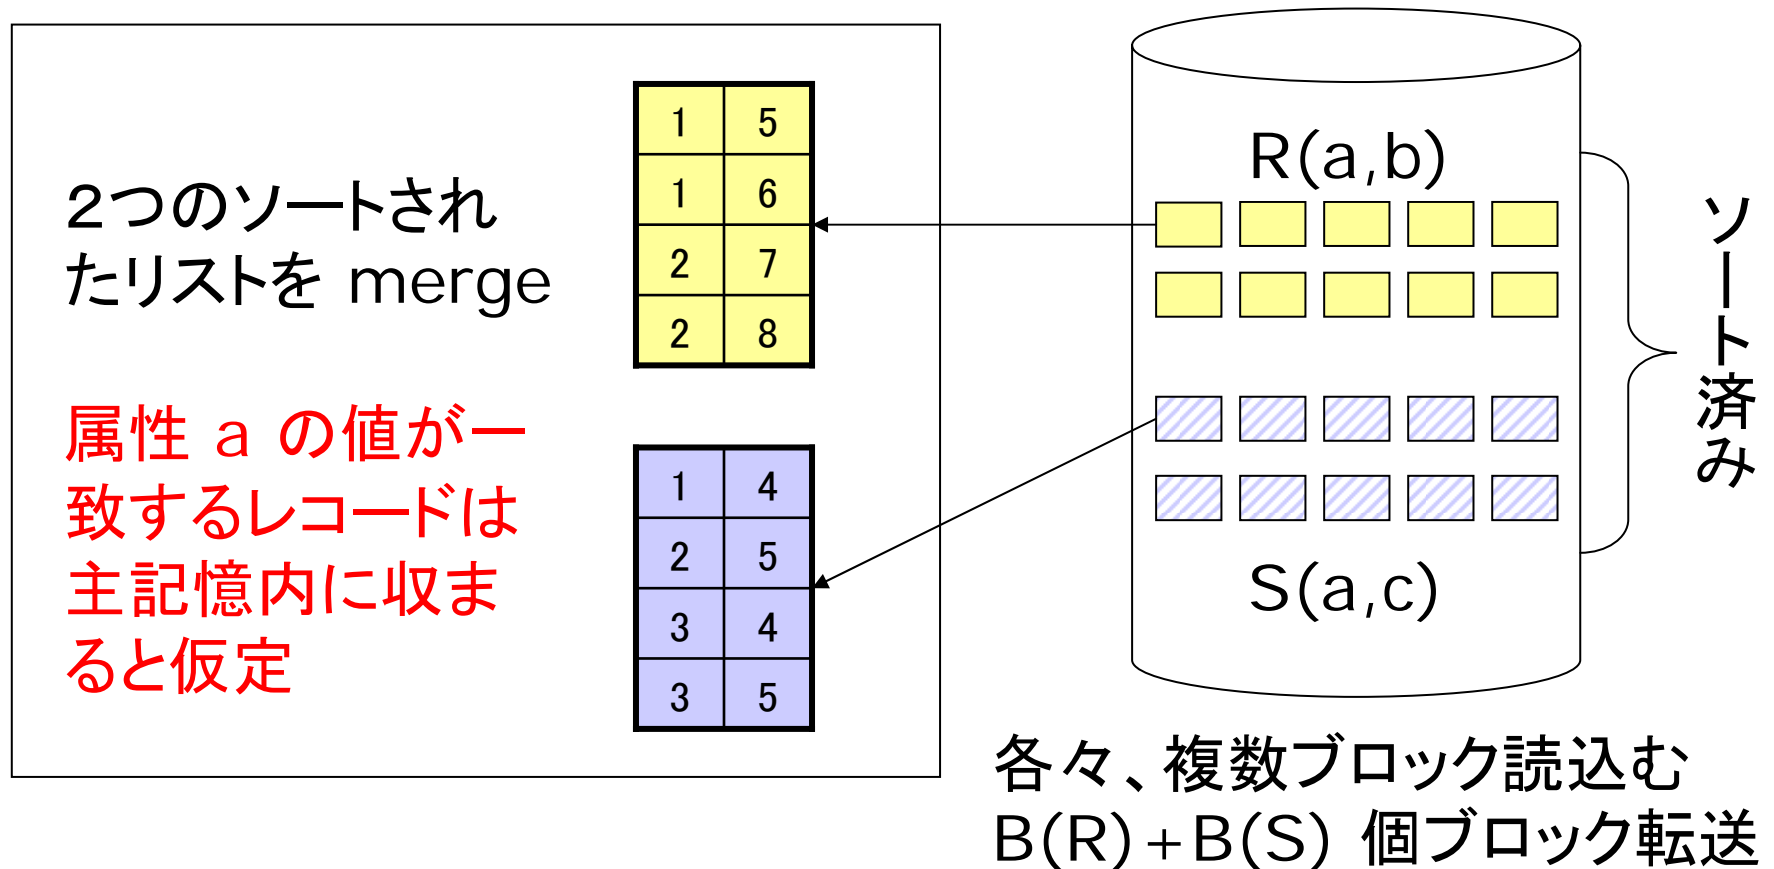 ２つのソートされ
たリストを merge
属性 a の値が一
致するレコードは
主記憶内に収ま
ると仮定
1 5
1 6
2 7
2 8
1 4
2 5
3 4
3 5
R(a,b)
S(a,c)
ソート済み
各々、複数ブロック読込む
B(R)+B(S) 個ブロック転送